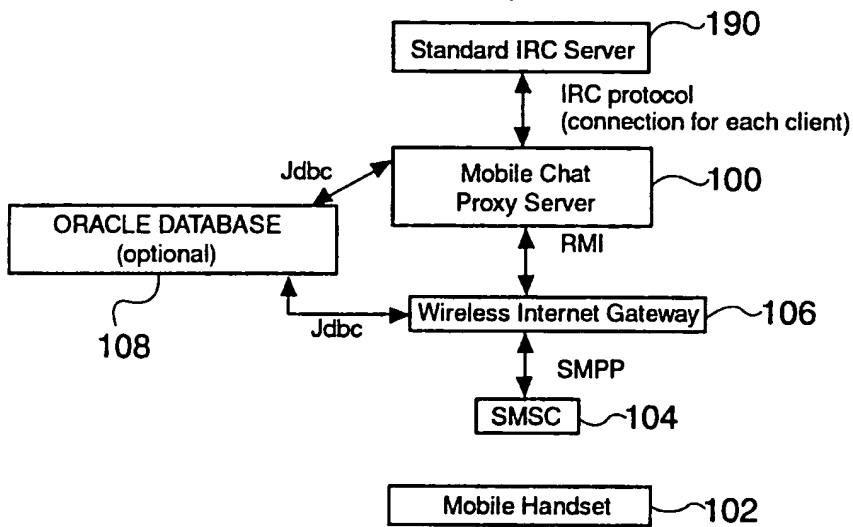 190
Standard IRC Server
IRC protocol
(connection for each client)
Jdbc
Mobile Chat
Proxy Server
100
ORACLE DATABASE
(optional)
RMI
108
Jdbc
Wireless Internet Gateway
106
SMPP
SMSC
104
Mobile Handset
102